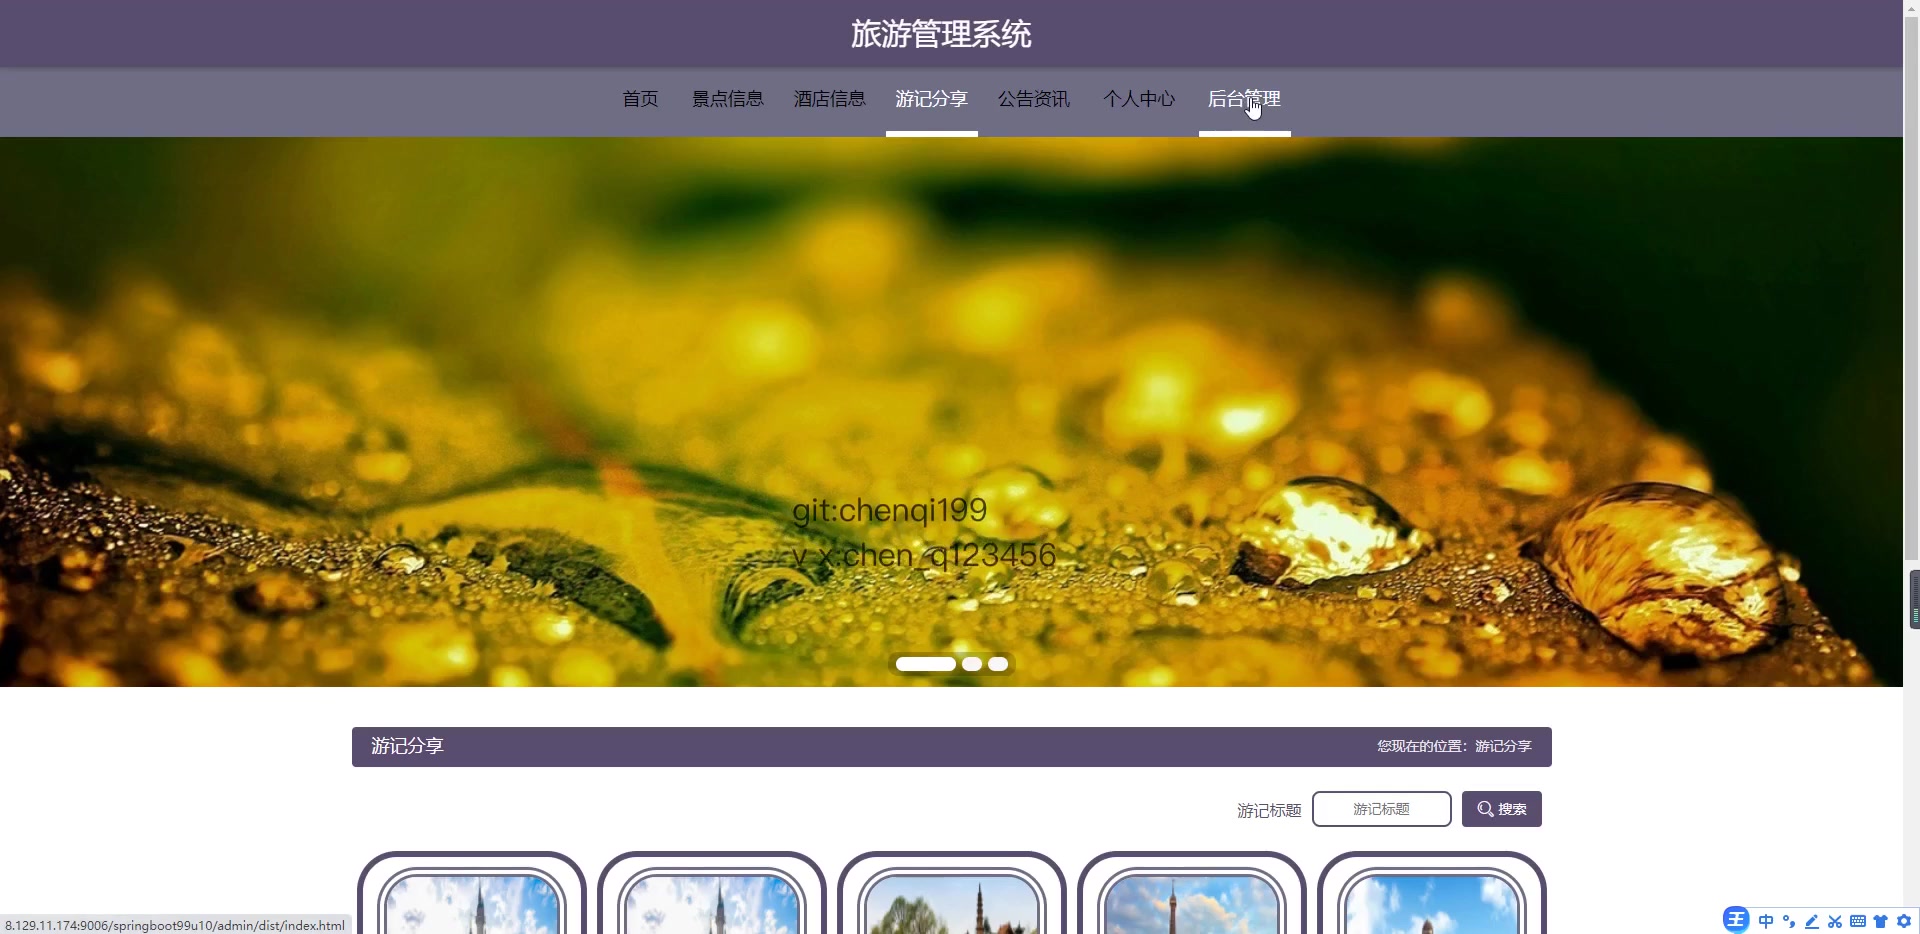 旅游管理系统
首页 景点信息 酒店信息 游记分享 公告资讯 个人中心 后台管理
git:chenqi199
v x:chen_q123456
游记分享 您现在的位置：游记分享
游记标题 游记标题 搜索
8.129.11.174:9006/springboot99u10/admin/dist/index.html
王 中